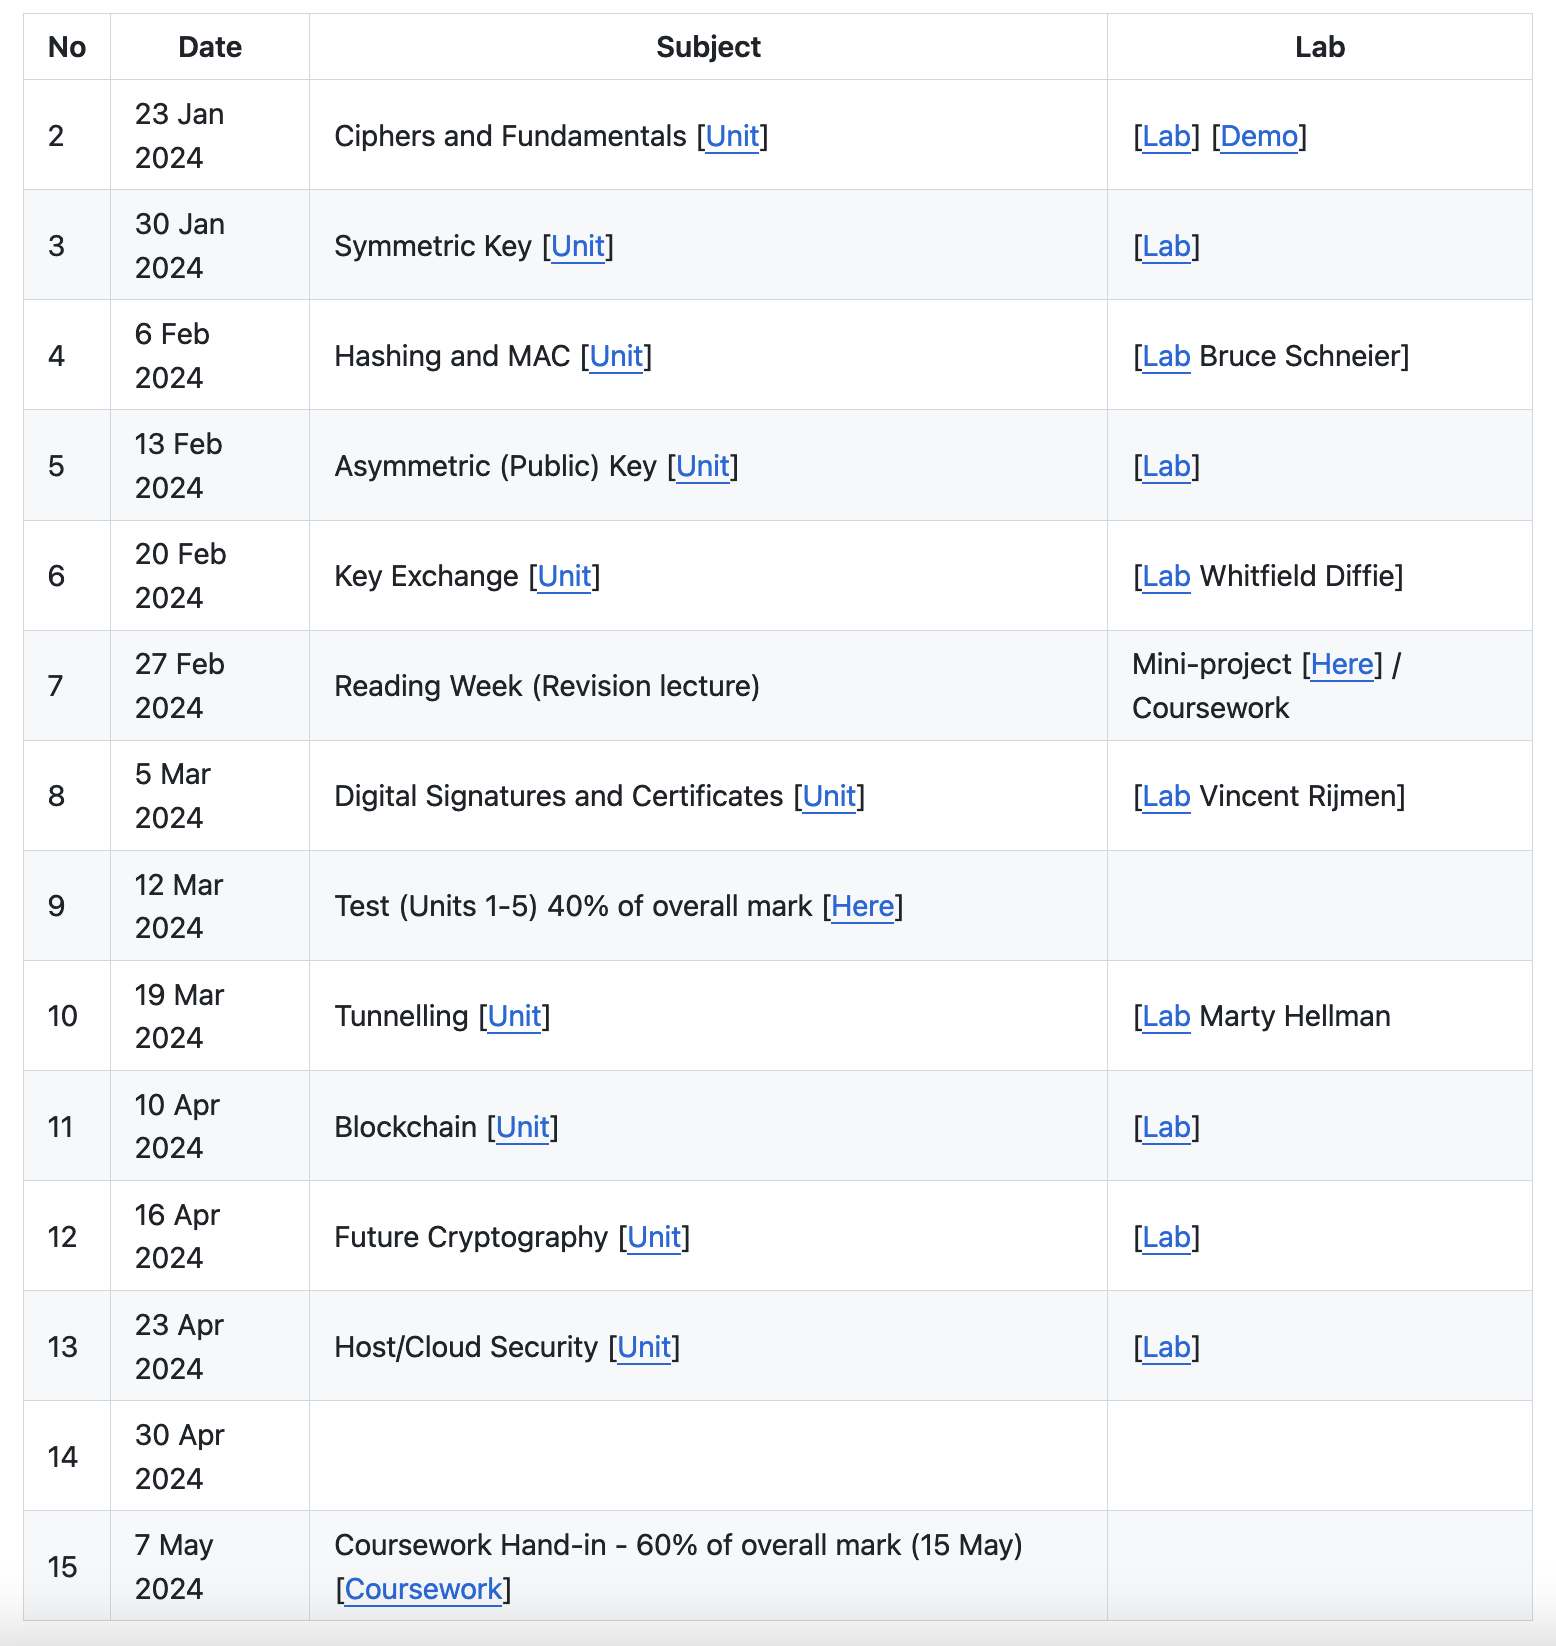 No Date Subject Lab
2 23 Jan 2024 Ciphers and Fundamentals [Unit] [Lab] [Demo]
3 30 Jan 2024 Symmetric Key [Unit] [Lab]
4 6 Feb 2024 Hashing and MAC [Unit] [Lab Bruce Schneier]
5 13 Feb 2024 Asymmetric (Public) Key [Unit] [Lab]
6 20 Feb 2024 Key Exchange [Unit] [Lab Whitfield Diffie]
7 27 Feb 2024 Reading Week (Revision lecture) Mini-project [Here] / Coursework
8 5 Mar 2024 Digital Signatures and Certificates [Unit] [Lab Vincent Rijmen]
9 12 Mar 2024 Test (Units 1-5) 40% of overall mark [Here]
10 19 Mar 2024 Tunnelling [Unit] [Lab Marty Hellman
11 10 Apr 2024 Blockchain [Unit] [Lab]
12 16 Apr 2024 Future Cryptography [Unit] [Lab]
13 23 Apr 2024 Host/Cloud Security [Unit] [Lab]
14 30 Apr 2024
15 7 May 2024 Coursework Hand-in - 60% of overall mark (15 May) [Coursework]